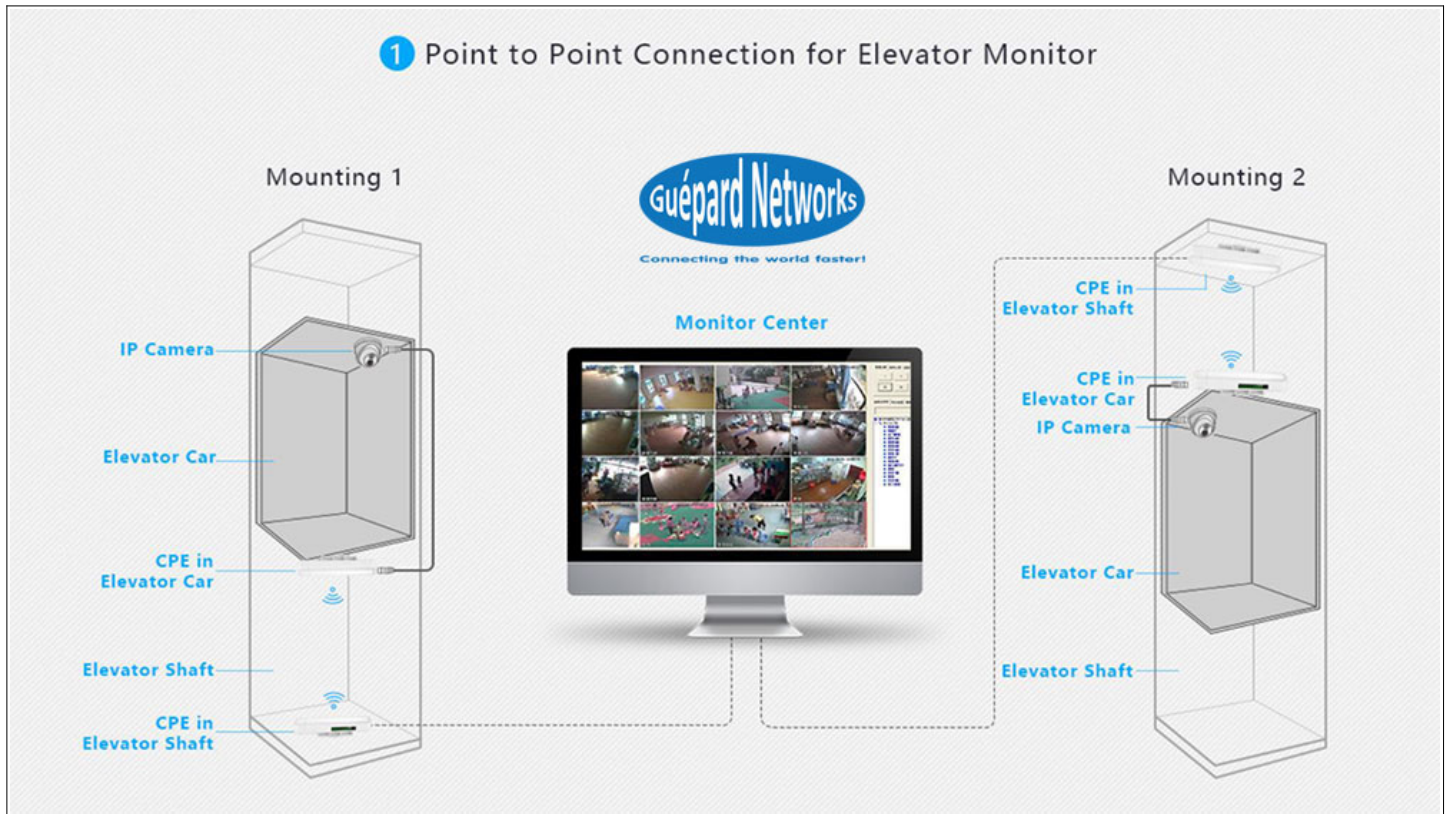 1 Point to Point Connection for Elevator Monitor
Mounting 1
Guépard Networks
Connecting the world faster!
Mounting 2
Monitor Center
IP Camera
Elevator Car
CPE in
Elevator Car
Elevator Shaft
CPE in
Elevator Shaft
CPE in
Elevator Shaft
CPE in
Elevator Car
IP Camera
Elevator Car
Elevator Shaft